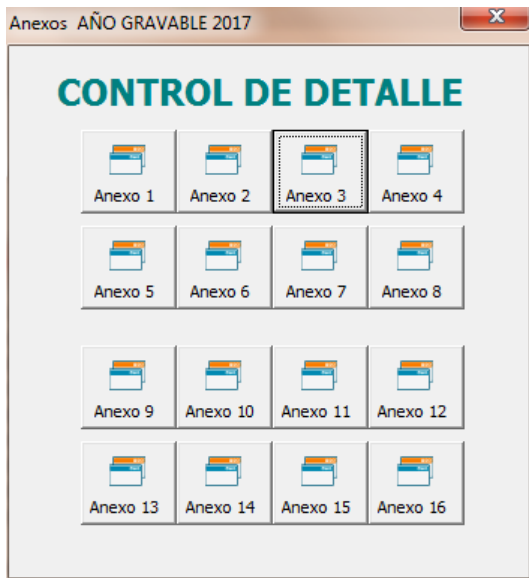 Anexos AÑO GRAVABLE 2017
CONTROL DE DETALLE
Anexo 1 Anexo 2 Anexo 3 Anexo 4
Anexo 5 Anexo 6 Anexo 7 Anexo 8
Anexo 9 Anexo 10 Anexo 11 Anexo 12
Anexo 13 Anexo 14 Anexo 15 Anexo 16